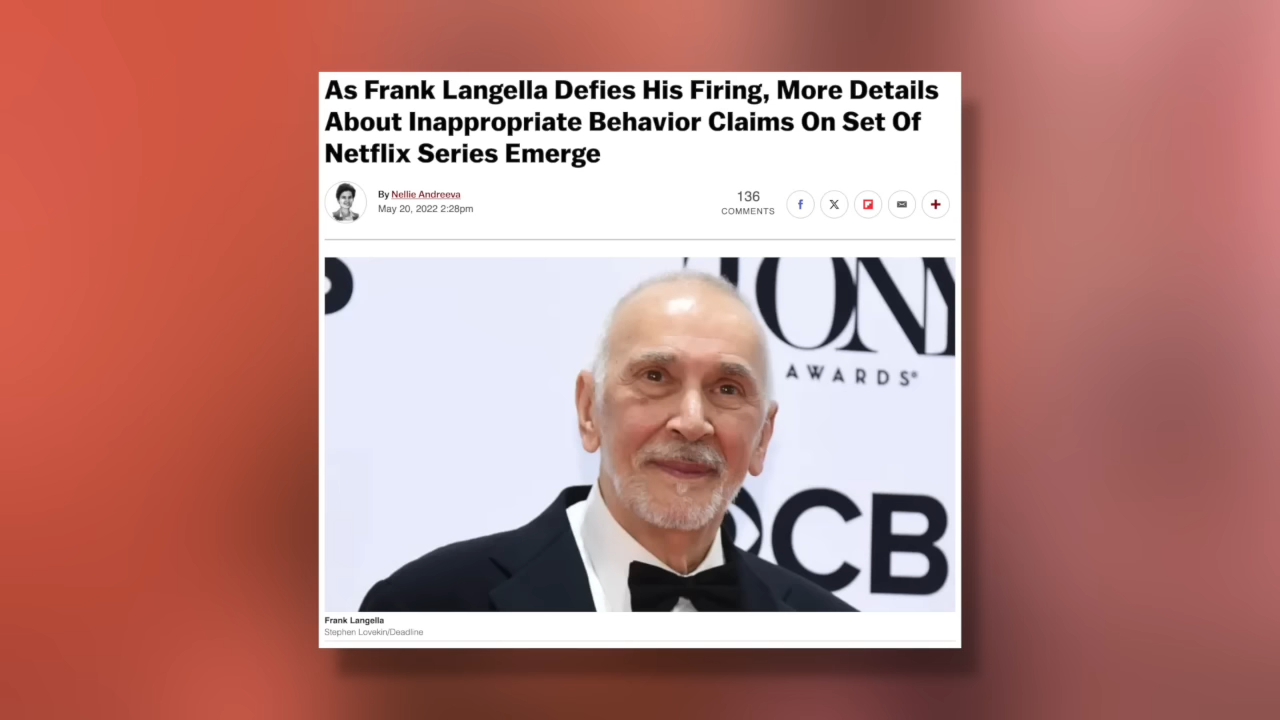 As Frank Langella Defies His Firing, More Details
About Inappropriate Behavior Claims On Set Of
Netflix Series Emerge
By Nellie Andreeva
May 20, 2022 2:28pm
136
COMMENTS
TONY
AWARDS®
CB
Frank Langella
Stephen Lovekin/Deadline